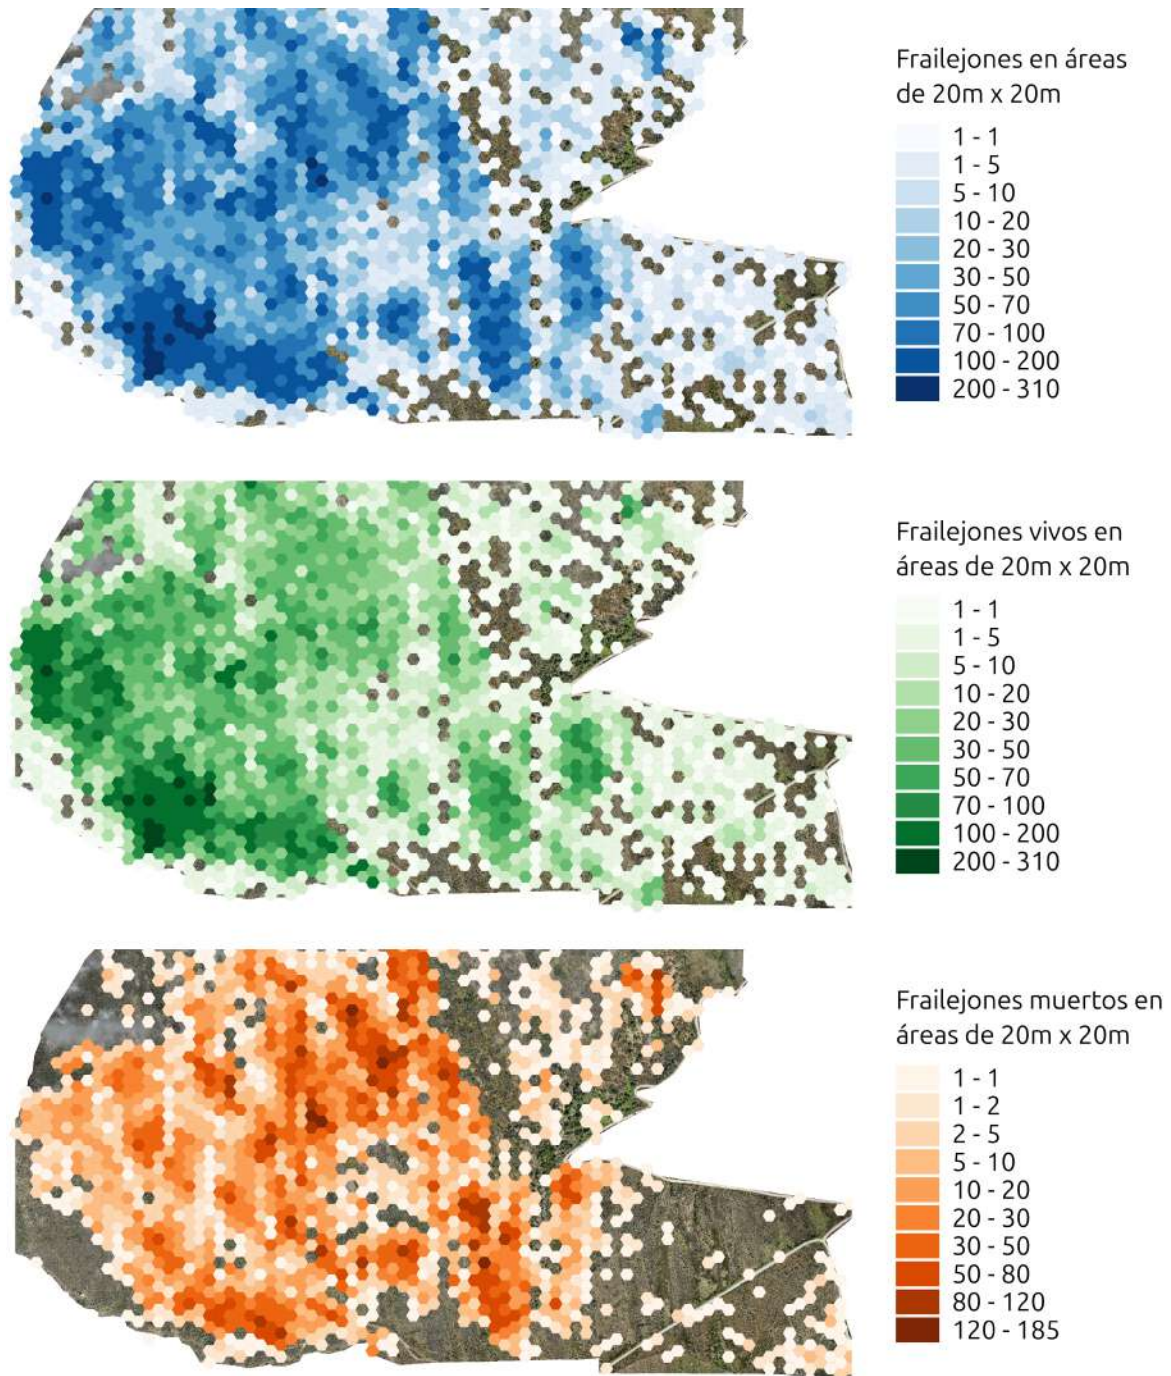 Frailejones en áreas
de 20m x 20m
1 - 1
1 - 5
5 - 10
10 - 20
20 - 30
30 - 50
50 - 70
70 - 100
100 - 200
200 - 310
Frailejones vivos en
áreas de 20m x 20m
1 - 1
1 - 5
5 - 10
10 - 20
20 - 30
30 - 50
50 - 70
70 - 100
100 - 200
200 - 310
Frailejones muertos en
áreas de 20m x 20m
1 - 1
1 - 2
2 - 5
5 - 10
10 - 20
20 - 30
30 - 50
50 - 80
80 - 120
120 - 185